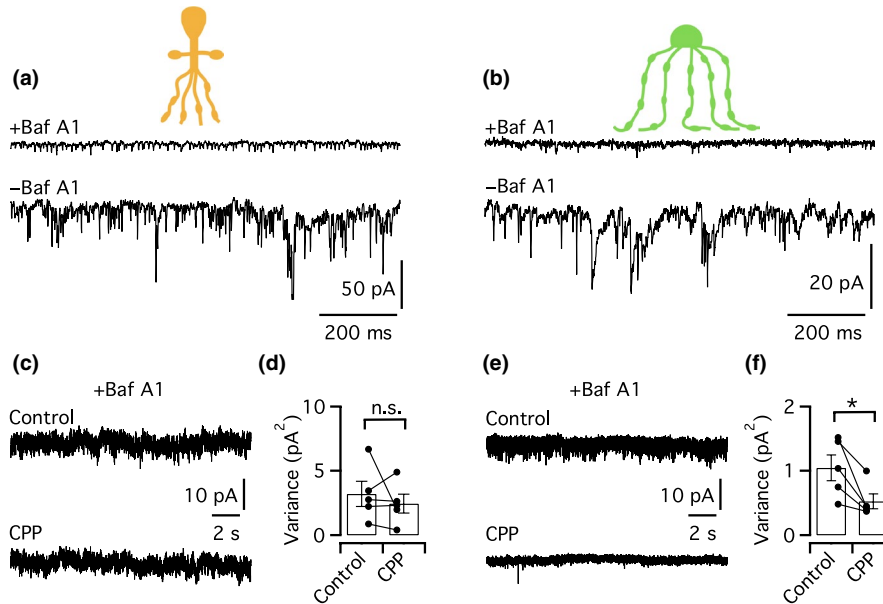 (a)
+Baf A1
−Baf A1
50 pA
200 ms
(b)
+Baf A1
−Baf A1
20 pA
200 ms
(c)
+Baf A1
Control
10 pA
2 s
CPP
(d)
n.s.
Variance (pA²)
10
5
0
Control
CPP
(e)
+Baf A1
Control
10 pA
2 s
CPP
(f)
*
Variance (pA²)
2
1
0
Control
CPP